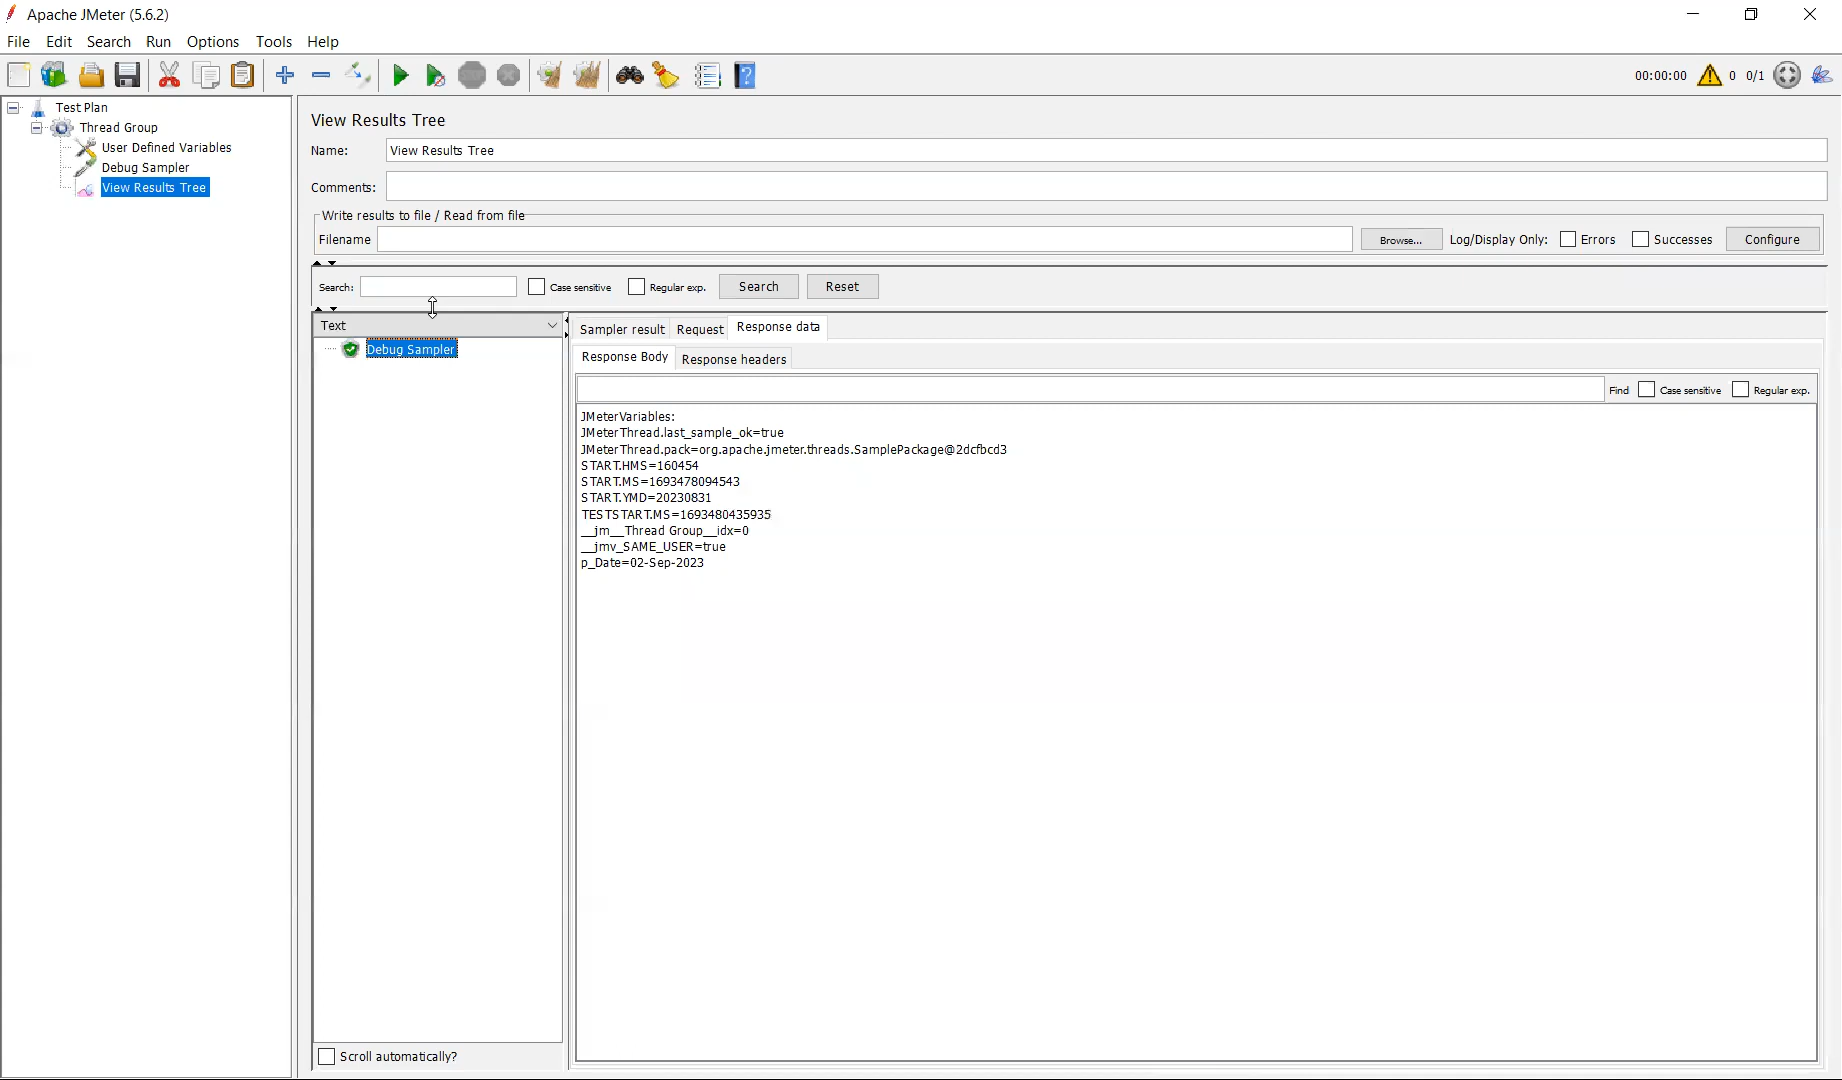 Apache JMeter (5.6.2)
File Edit Search Run Options Tools Help
00:00:00 0 0/1
Test Plan
Thread Group
User Defined Variables
Debug Sampler
View Results Tree
View Results Tree
Name: View Results Tree
Comments:
Write results to file / Read from file
Filename Browse... Log/Display Only: Errors Successes Configure
Search: Case sensitive Regular exp. Search Reset
Text
Debug Sampler
Scroll automatically?
Sampler result Request Response data
Response Body Response headers
Find Case sensitive Regular exp.
JMeterVariables:
JMeterThread.last_sample_ok=true
JMeterThread.pack=org.apache.jmeter.threads.SamplePackage@2dcfbcd3
START.HMS=160454
START.MS=1693478094543
START.YMD=20230831
TESTSTART.MS=1693480435935
__jm__Thread Group__idx=0
__jmv_SAME_USER=true
p_Date=02-Sep-2023